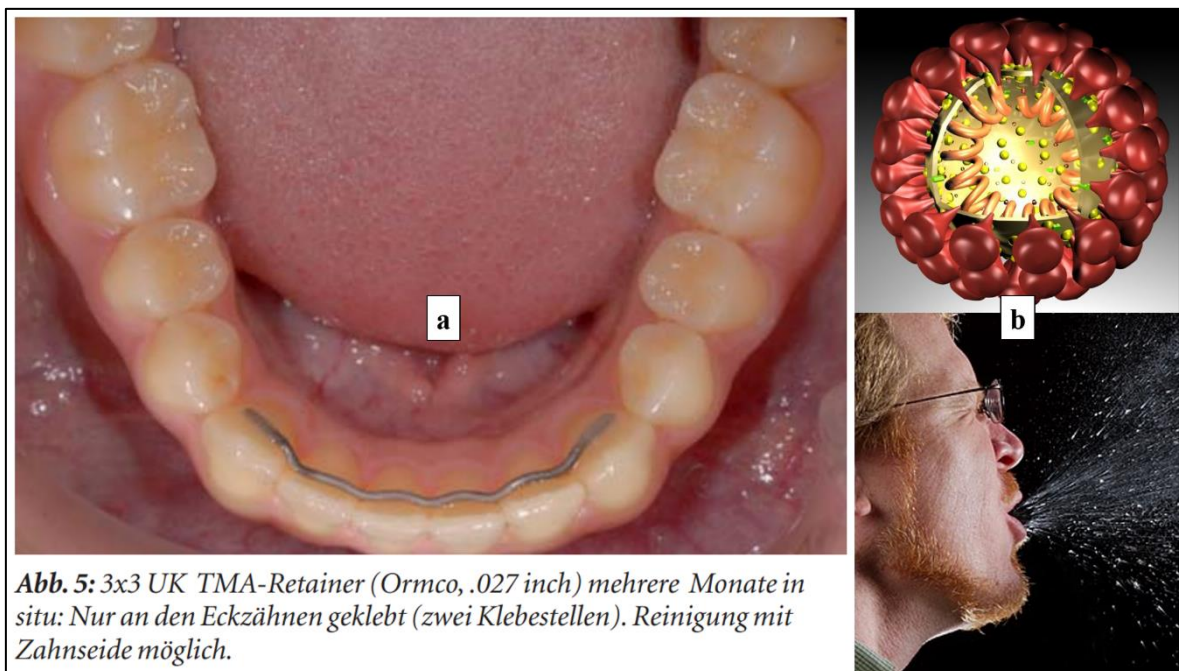 a
b
Abb. 5: 3x3 UK TMA-Retainer (Ormco, .027 inch) mehrere Monate in
situ: Nur an den Eckzähnen geklebt (zwei Klebestellen). Reinigung mit
Zahnseide möglich.